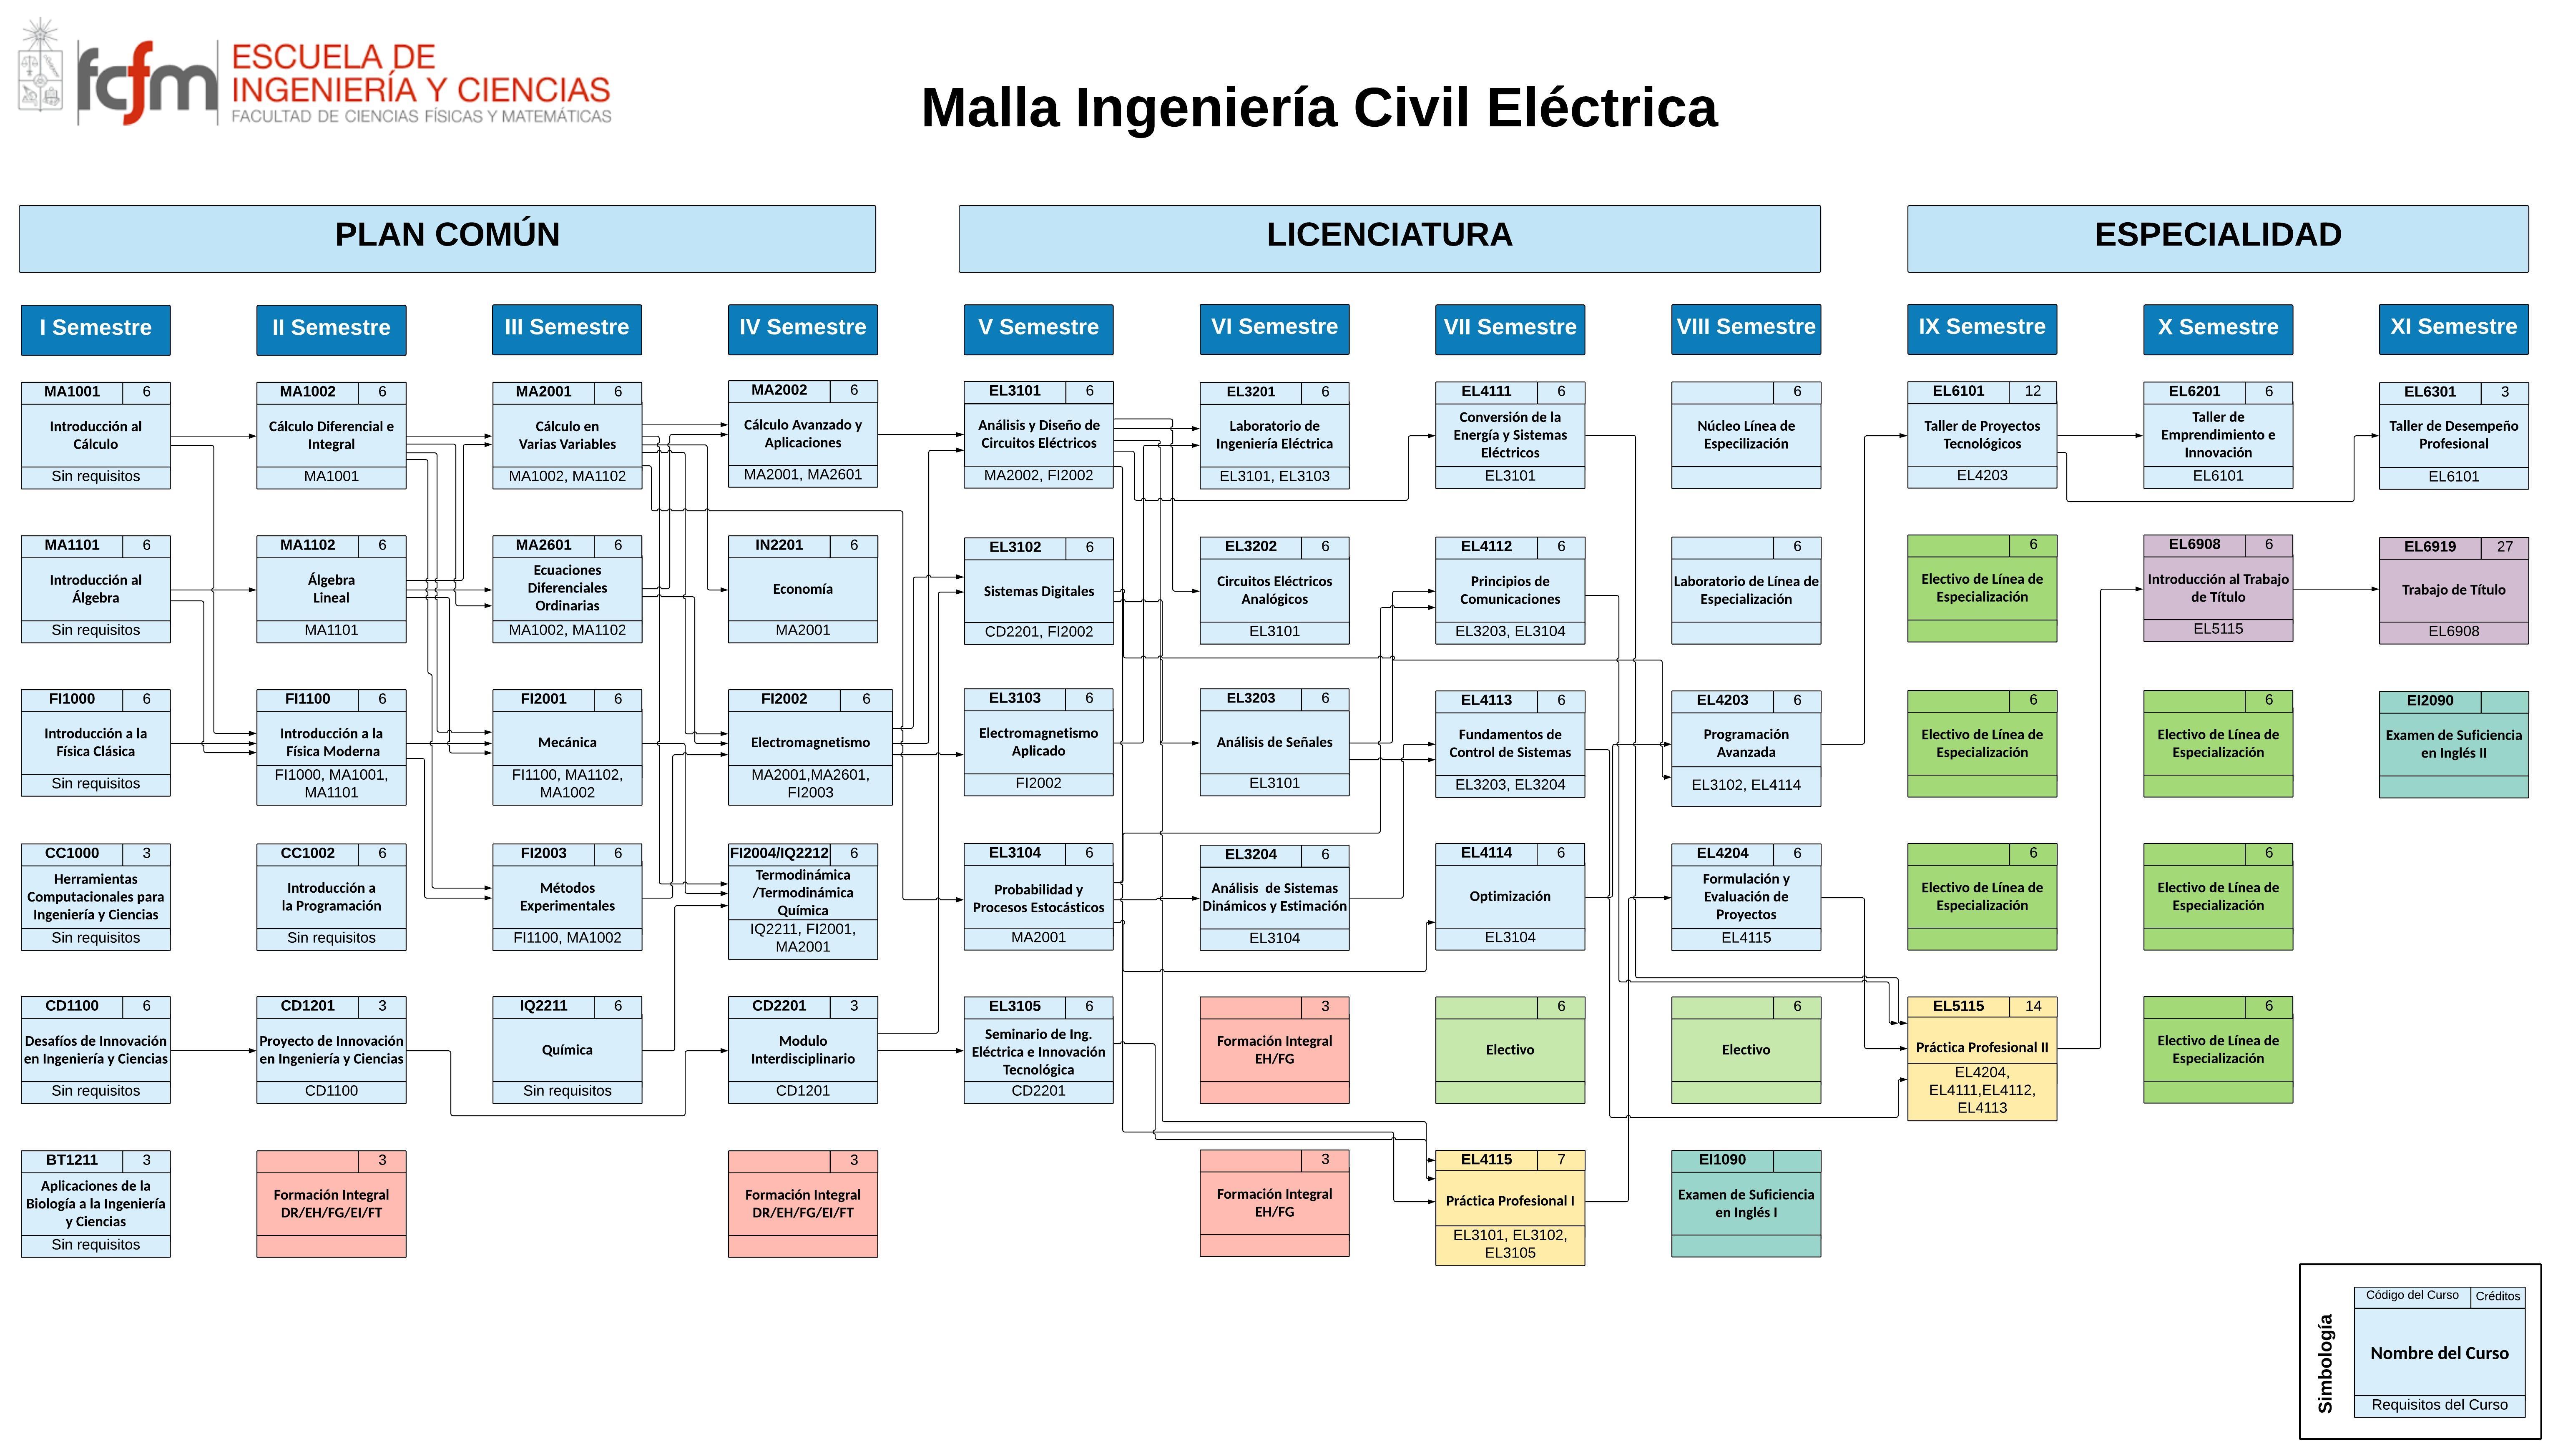 ESCUELA DE
INGENIERÍA Y CIENCIAS
FACULTAD DE CIENCIAS FÍSICAS Y MATEMÁTICAS
fcfm
Malla Ingeniería Civil Eléctrica
PLAN COMÚN
LICENCIATURA
ESPECIALIDAD
I Semestre
MA1001 6
Introducción al
Cálculo
Sin requisitos
MA1101 6
Introducción al
Álgebra
Sin requisitos
FI1000 6
Introducción a la
Física Clásica
Sin requisitos
CC1000 3
Herramientas
Computacionales para
Ingeniería y Ciencias
Sin requisitos
CD1100 6
Desafíos de Innovación
en Ingeniería y Ciencias
Sin requisitos
BT1211 3
Aplicaciones de la
Biología a la Ingeniería
y Ciencias
Sin requisitos
II Semestre
MA1002 6
Cálculo Diferencial e
Integral
MA1001
MA1102 6
Álgebra
Lineal
MA1101
FI1100 6
Introducción a la
Física Moderna
FI1000, MA1001,
MA1101
CC1002 6
Introducción a
la Programación
Sin requisitos
CD1201 3
Proyecto de Innovación
en Ingeniería y Ciencias
CD1100
3
Formación Integral
DR/EH/FG/EI/FT
III Semestre
MA2001 6
Cálculo en
Varias Variables
MA1002, MA1102
MA2601 6
Ecuaciones
Diferenciales
Ordinarias
MA1002, MA1102
FI2001 6
Mecánica
FI1100, MA1102,
MA1002
FI2003 6
Métodos
Experimentales
FI1100, MA1002
IQ2211 6
Química
Sin requisitos
IV Semestre
MA2002 6
Cálculo Avanzado y
Aplicaciones
MA2001, MA2601
IN2201 6
Economía
MA2001
FI2002 6
Electromagnetismo
MA2001,MA2601,
FI2003
FI2004/IQ2212 6
Termodinámica
/Termodinámica
Química
IQ2211, FI2001,
MA2001
CD2201 3
Modulo
Interdisciplinario
CD1201
3
Formación Integral
DR/EH/FG/EI/FT
V Semestre
EL3101 6
Análisis y Diseño de
Circuitos Eléctricos
MA2002, FI2002
EL3102 6
Sistemas Digitales
CD2201, FI2002
EL3103 6
Electromagnetismo
Aplicado
FI2002
EL3104 6
Probabilidad y
Procesos Estocásticos
MA2001
EL3105 6
Seminario de Ing.
Eléctrica e Innovación
Tecnológica
CD2201
VI Semestre
EL3201 6
Laboratorio de
Ingeniería Eléctrica
EL3101, EL3103
EL3202 6
Circuitos Eléctricos
Analógicos
EL3101
EL3203 6
Análisis de Señales
EL3101
EL3204 6
Análisis de Sistemas
Dinámicos y Estimación
EL3104
3
Formación Integral
EH/FG
3
Formación Integral
EH/FG
VII Semestre
EL4111 6
Conversión de la
Energía y Sistemas
Eléctricos
EL3101
EL4112 6
Principios de
Comunicaciones
EL3203, EL3104
EL4113 6
Fundamentos de
Control de Sistemas
EL3203, EL3204
EL4114 6
Optimización
EL3104
6
Electivo
EL4115 7
Práctica Profesional I
EL3101, EL3102,
EL3105
VIII Semestre
6
Núcleo Línea de
Especilización
6
Laboratorio de Línea de
Especialización
EL4203 6
Programación
Avanzada
EL3102, EL4114
EL4204 6
Formulación y
Evaluación de
Proyectos
EL4115
6
Electivo
EI1090
Examen de Suficiencia
en Inglés I
IX Semestre
EL6101 12
Taller de Proyectos
Tecnológicos
EL4203
6
Electivo de Línea de
Especialización
6
Electivo de Línea de
Especialización
6
Electivo de Línea de
Especialización
EL5115 14
Práctica Profesional II
EL4204,
EL4111,EL4112,
EL4113
X Semestre
EL6201 6
Taller de
Emprendimiento e
Innovación
EL6101
EL6908 6
Introducción al Trabajo
de Título
EL5115
6
Electivo de Línea de
Especialización
6
Electivo de Línea de
Especialización
6
Electivo de Línea de
Especialización
XI Semestre
EL6301 3
Taller de Desempeño
Profesional
EL6101
EL6919 27
Trabajo de Título
EL6908
EI2090
Examen de Suficiencia
en Inglés II
Simbología
Código del Curso Créditos
Nombre del Curso
Requisitos del Curso